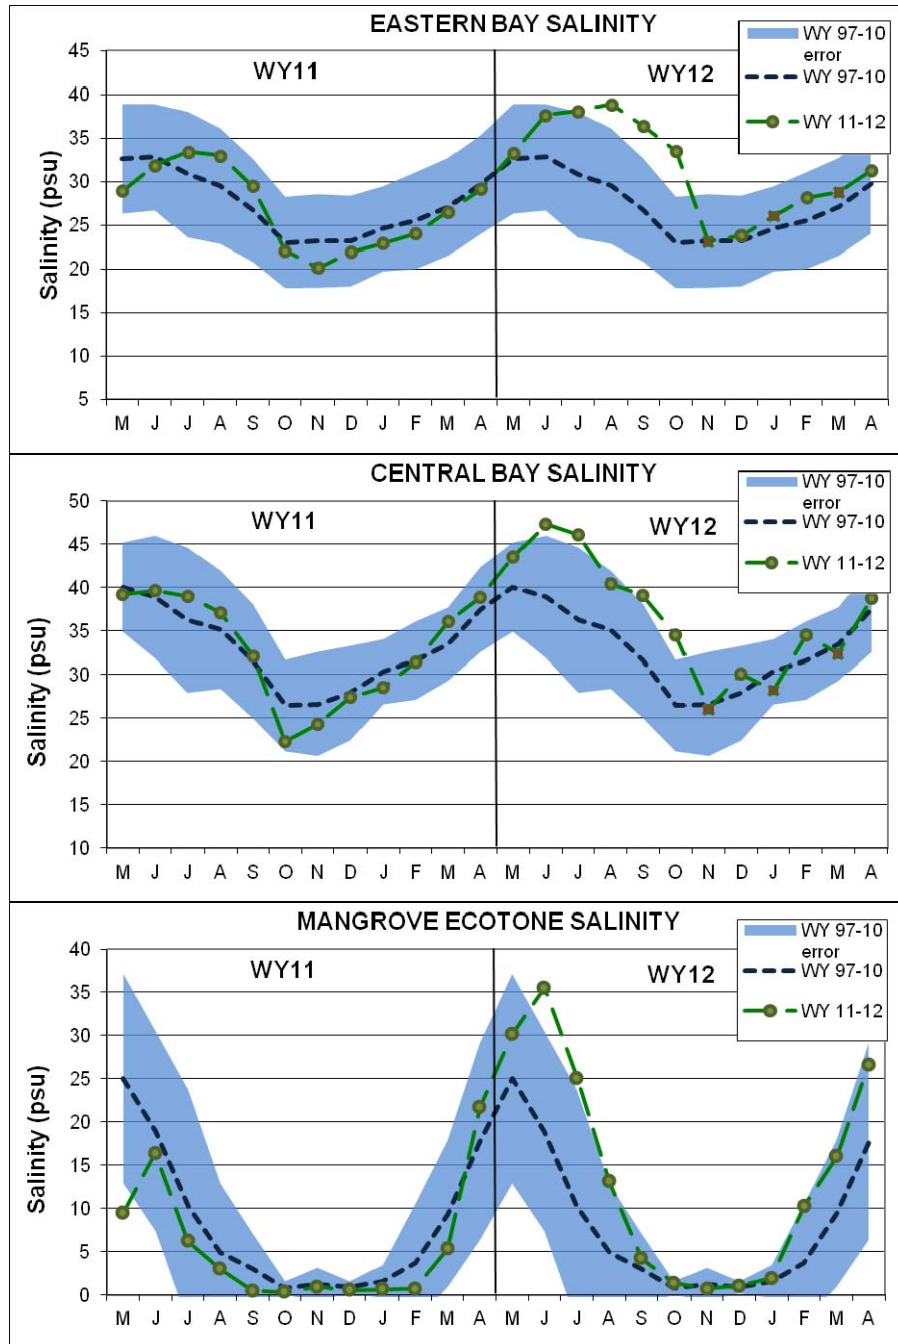 EASTERN BAY SALINITY
WY11
WY12
WY 97-10
error
WY 97-10
WY 11-12
Salinity (psu)
45
40
35
30
25
20
15
10
5
M J J A S O N D J F M A M J J A S O N D J F M A
CENTRAL BAY SALINITY
WY11
WY12
WY 97-10
error
WY 97-10
WY 11-12
Salinity (psu)
50
45
40
35
30
25
20
15
10
M J J A S O N D J F M A M J J A S O N D J F M A
MANGROVE ECOTONE SALINITY
WY11
WY12
WY 97-10
error
WY 97-10
WY 11-12
Salinity (psu)
40
35
30
25
20
15
10
5
0
M J J A S O N D J F M A M J J A S O N D J F M A